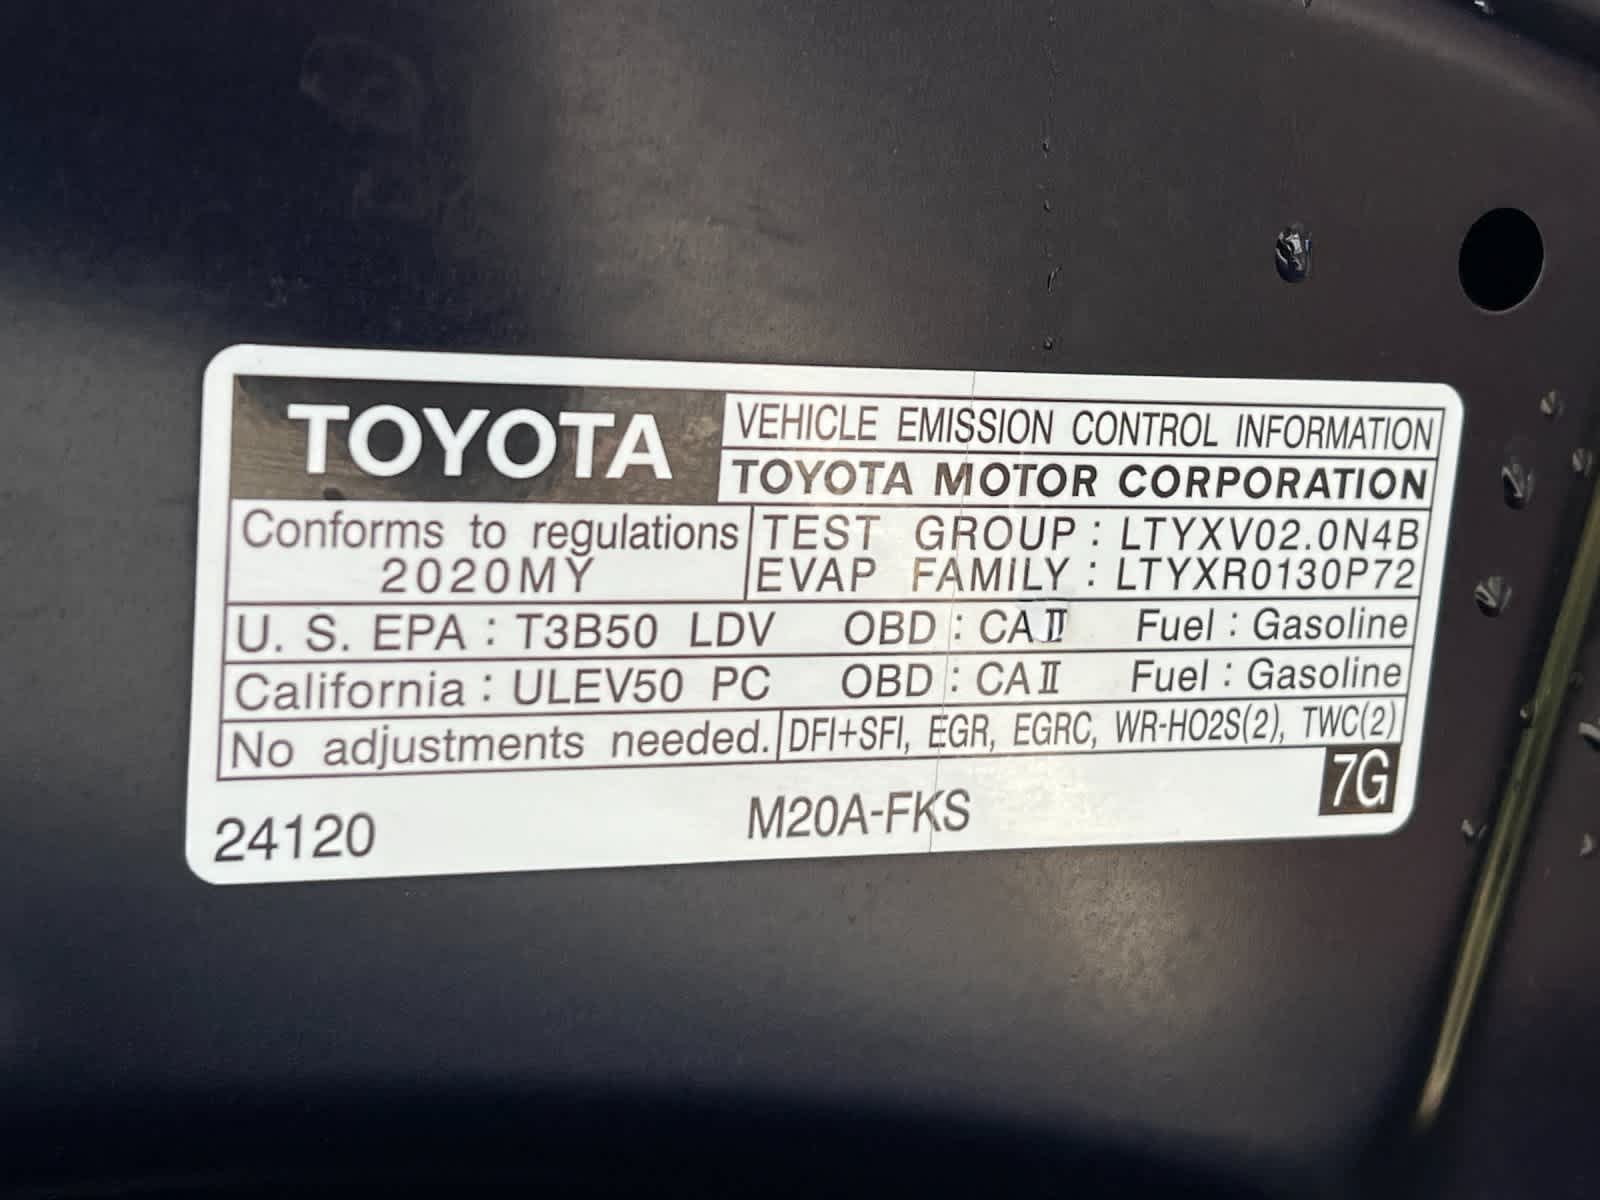 TOYOTA
VEHICLE EMISSION CONTROL INFORMATION
TOYOTA MOTOR CORPORATION
Conforms to regulations
2020MY
TEST GROUP : LTYXV02.0N4B
EVAP FAMILY : LTYXR0130P72
U. S. EPA : T3B50 LDV OBD : CAⅡ Fuel : Gasoline
California : ULEV50 PC OBD : CAⅡ Fuel : Gasoline
No adjustments needed.
DFI+SFI, EGR, EGRC, WR-HO2S(2), TWC(2)
7G
24120
M20A-FKS